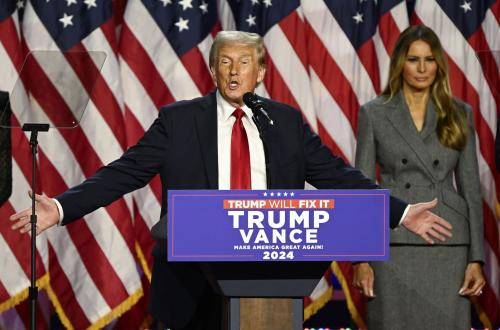 TRUMP WILL FIX IT
TRUMP
VANCE
MAKE AMERICA GREAT AGAIN!
2024